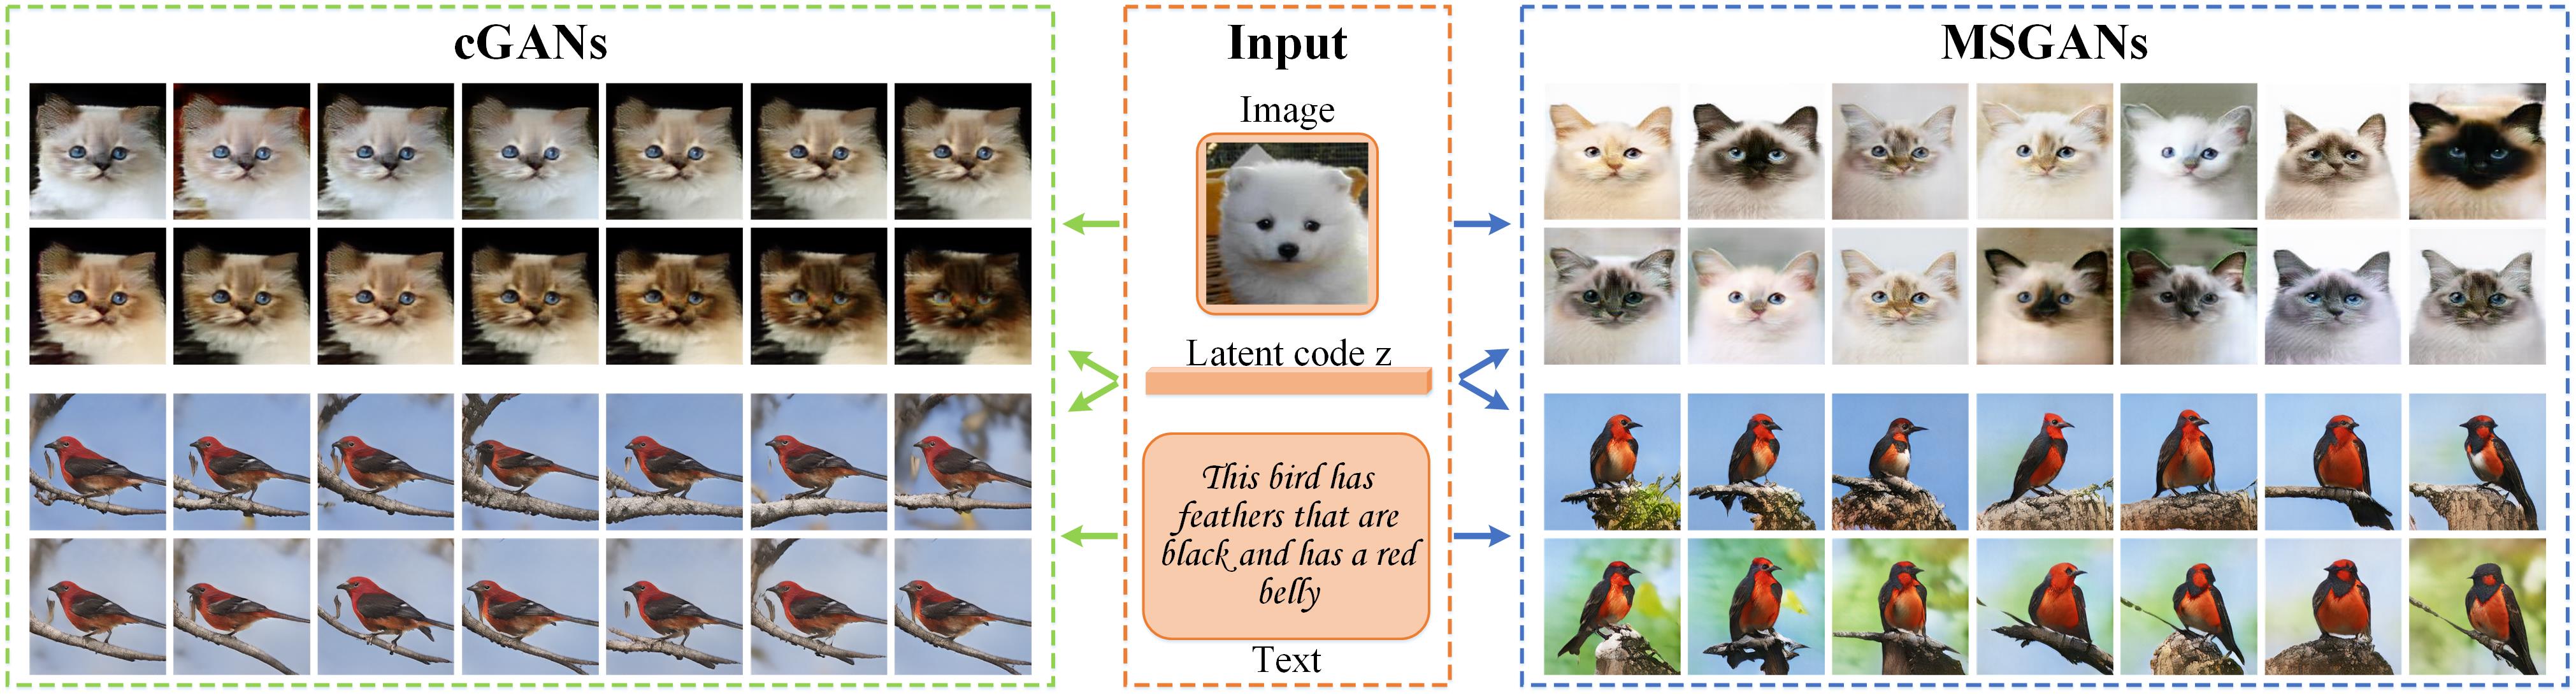 cGANs
Input
MSGANs
Image
Latent code z
This bird has
feathers that are
black and has a red
belly
Text